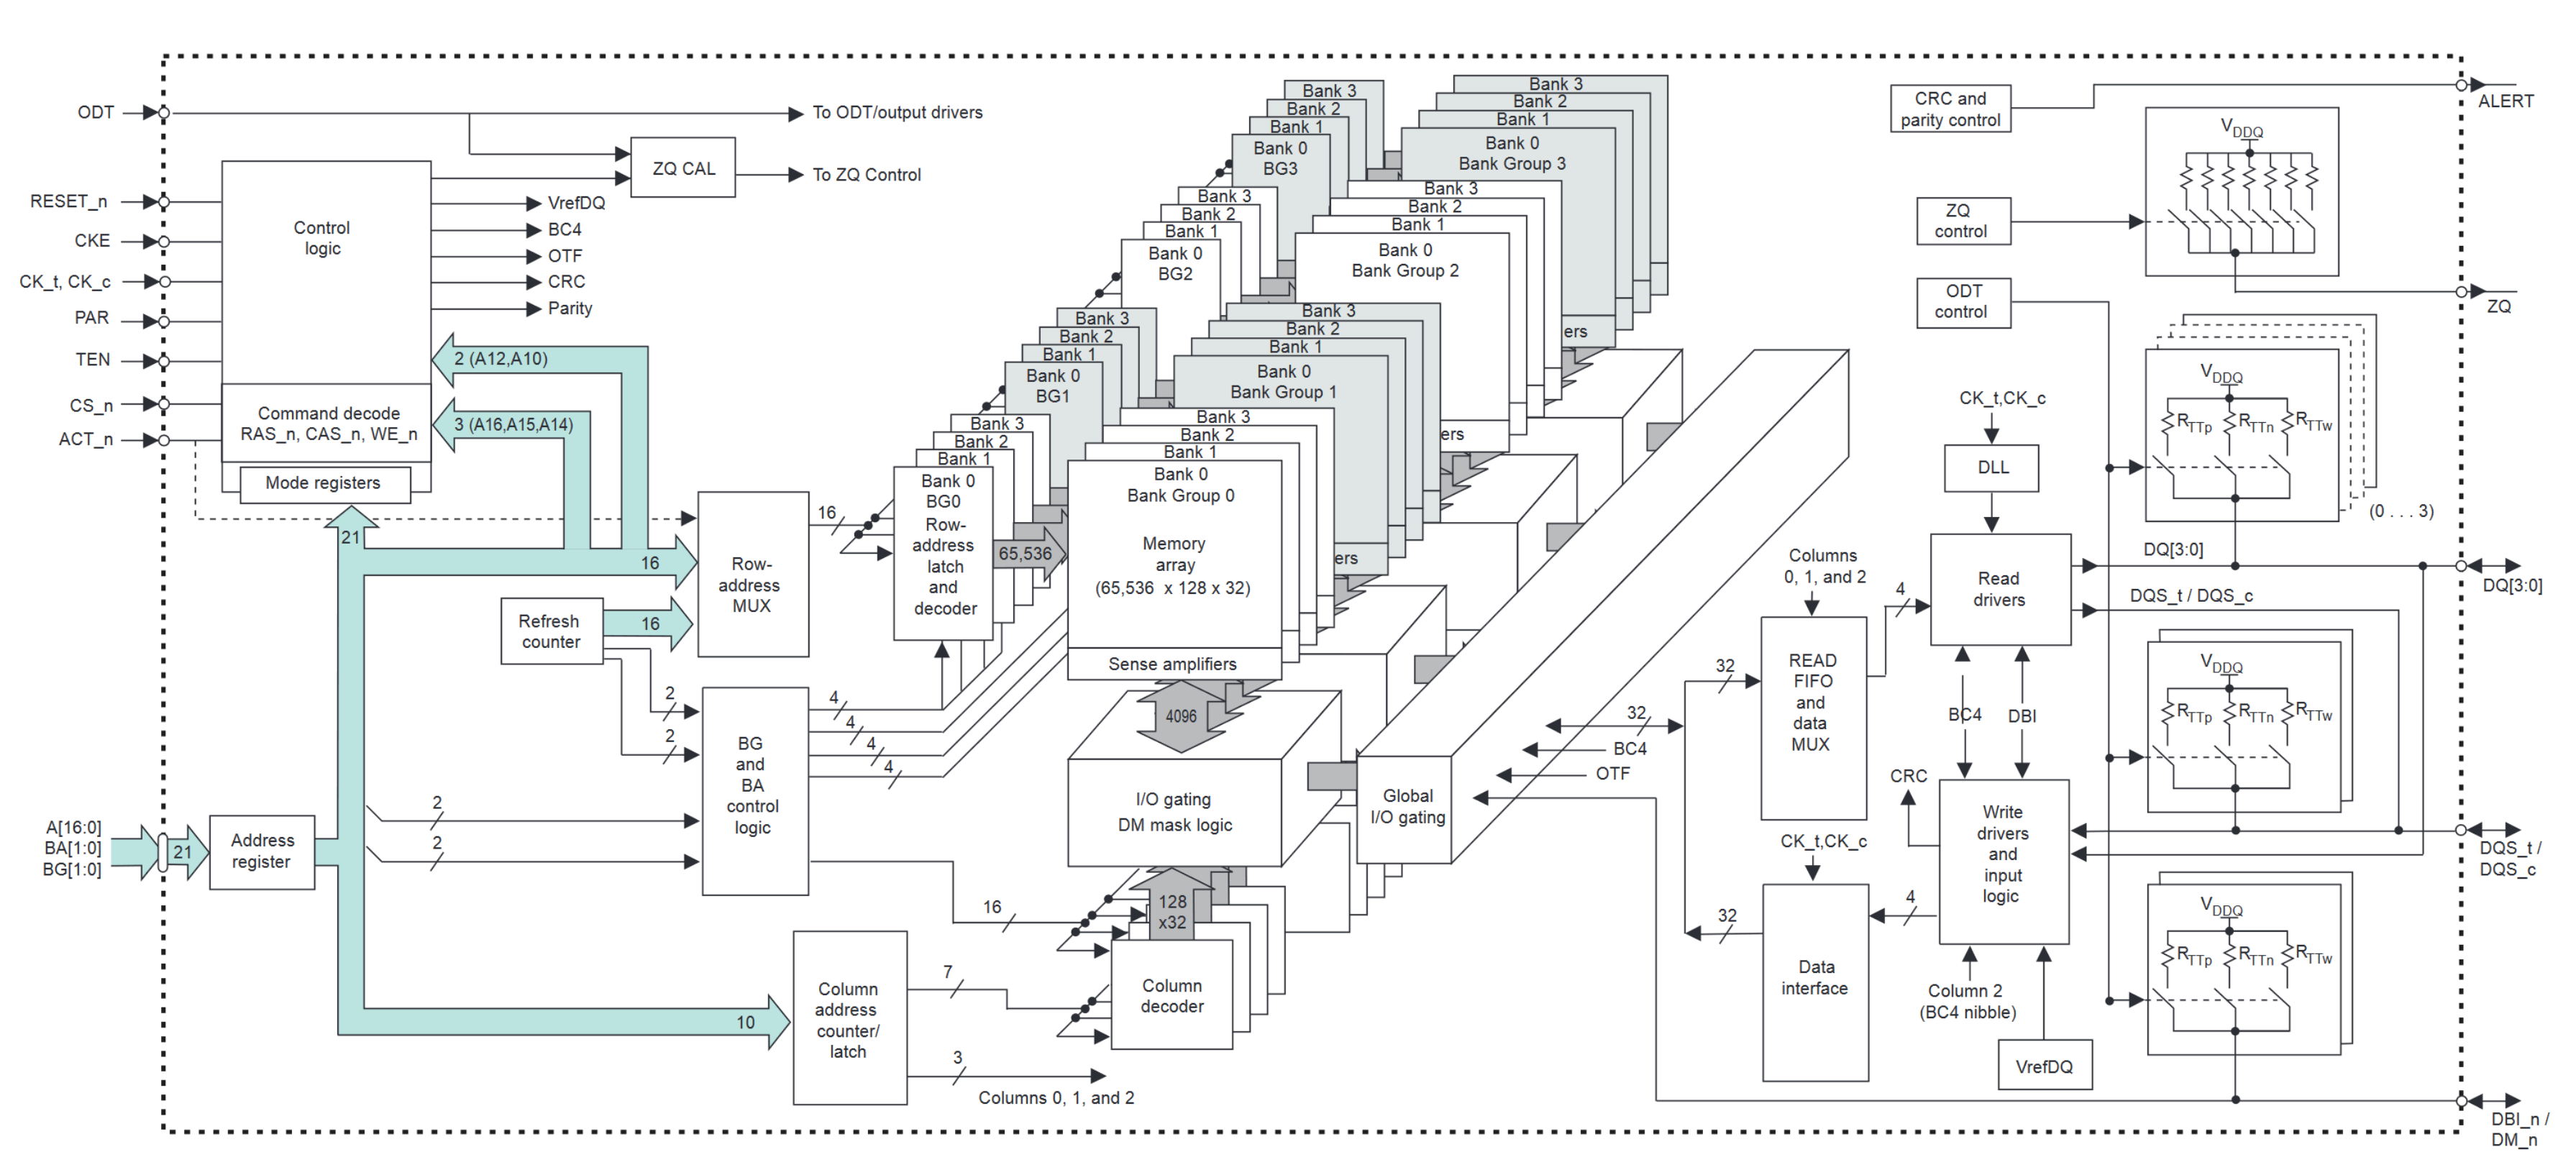 ODT
To ODT/output drivers
ZQ CAL
To ZQ Control
RESET_n
CKE
CK_t, CK_c
PAR
TEN
CS_n
ACT_n
Control
logic
VrefDQ
BC4
OTF
CRC
Parity
2 (A12,A10)
3 (A16,A15,A14)
Command decode
RAS_n, CAS_n, WE_n
Mode registers
21
16
Refresh
counter
16
Row-
address
MUX
16
2
2
2
2
BG
and
BA
control
logic
4
4
4
4
16
A[16:0]
BA[1:0]
BG[1:0]
21
Address
register
10
Column
address
counter/
latch
7
3
Columns 0, 1, and 2
Bank 3
Bank 2
Bank 1
Bank 0
BG3
Bank 3
Bank 2
Bank 1
Bank 0
BG2
Bank 3
Bank 2
Bank 1
Bank 0
BG1
Bank 3
Bank 2
Bank 1
Bank 0
BG0
Row-
address
latch
and
decoder
65,536
Bank 3
Bank 2
Bank 1
Bank 0
Bank Group 3
ers
Bank 3
Bank 2
Bank 1
Bank 0
Bank Group 2
ers
Bank 3
Bank 2
Bank 1
Bank 0
Bank Group 1
ers
Bank 3
Bank 2
Bank 1
Bank 0
Bank Group 0
Memory
array
(65,536 x 128 x 32)
Sense amplifiers
4096
I/O gating
DM mask logic
128
x32
Column
decoder
Global
I/O gating
32
BC4
OTF
32
32
Columns
0, 1, and 2
READ
FIFO
and
data
MUX
4
CK_t,CK_c
Data
interface
4
CK_t,CK_c
DLL
Read
drivers
BC4
DBI
CRC
Write
drivers
and
input
logic
Column 2
(BC4 nibble)
VrefDQ
CRC and
parity control
ZQ
control
ODT
control
VDDQ
VDDQ
RTTp
RTTn
RTTw
(0 . . . 3)
DQ[3:0]
DQS_t / DQS_c
VDDQ
RTTp
RTTn
RTTw
VDDQ
RTTp
RTTn
RTTw
ALERT
ZQ
DQ[3:0]
DQS_t /
DQS_c
DBI_n /
DM_n